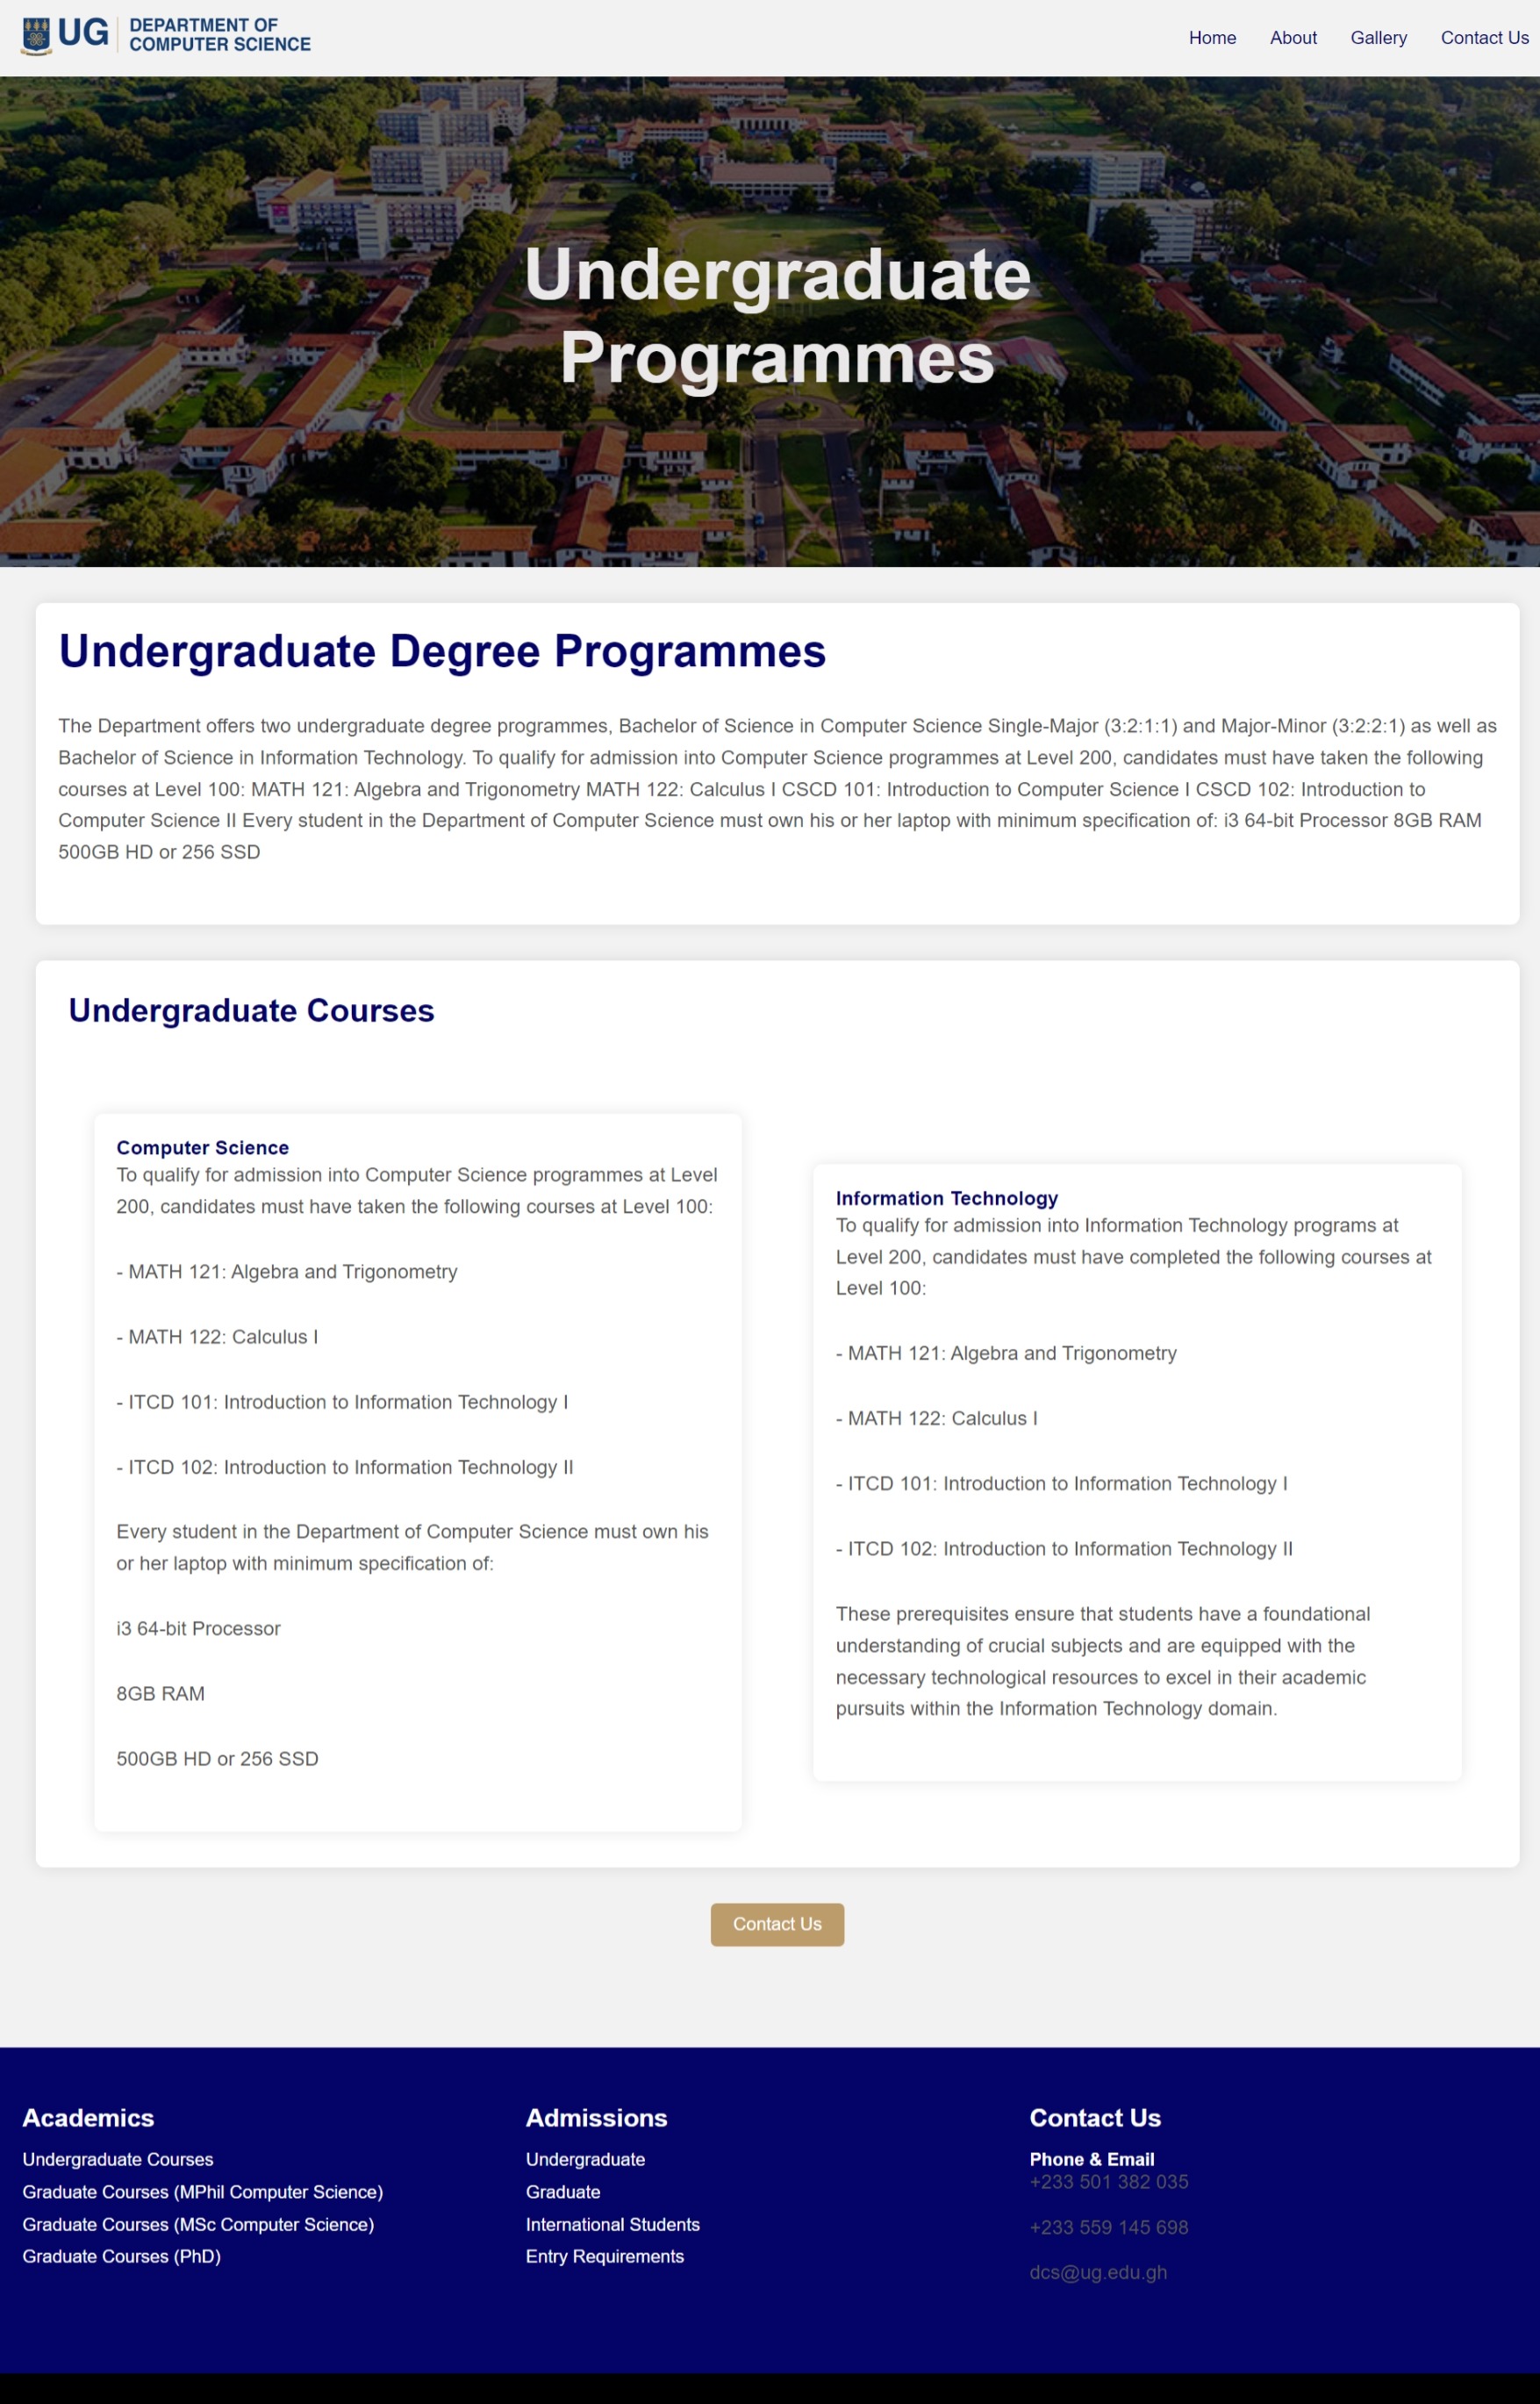 UG
DEPARTMENT OF
COMPUTER SCIENCE
Home About Gallery Contact Us
Undergraduate
Programmes
Undergraduate Degree Programmes
The Department offers two undergraduate degree programmes, Bachelor of Science in Computer Science Single-Major (3:2:1:1) and Major-Minor (3:2:2:1) as well as
Bachelor of Science in Information Technology. To qualify for admission into Computer Science programmes at Level 200, candidates must have taken the following
courses at Level 100: MATH 121: Algebra and Trigonometry MATH 122: Calculus I CSCD 101: Introduction to Computer Science I CSCD 102: Introduction to
Computer Science II Every student in the Department of Computer Science must own his or her laptop with minimum specification of: i3 64-bit Processor 8GB RAM
500GB HD or 256 SSD
Undergraduate Courses
Computer Science
To qualify for admission into Computer Science programmes at Level
200, candidates must have taken the following courses at Level 100:
- MATH 121: Algebra and Trigonometry
- MATH 122: Calculus I
- ITCD 101: Introduction to Information Technology I
- ITCD 102: Introduction to Information Technology II
Every student in the Department of Computer Science must own his
or her laptop with minimum specification of:
i3 64-bit Processor
8GB RAM
500GB HD or 256 SSD
Information Technology
To qualify for admission into Information Technology programs at
Level 200, candidates must have completed the following courses at
Level 100:
- MATH 121: Algebra and Trigonometry
- MATH 122: Calculus I
- ITCD 101: Introduction to Information Technology I
- ITCD 102: Introduction to Information Technology II
These prerequisites ensure that students have a foundational
understanding of crucial subjects and are equipped with the
necessary technological resources to excel in their academic
pursuits within the Information Technology domain.
Contact Us
Academics
Undergraduate Courses
Graduate Courses (MPhil Computer Science)
Graduate Courses (MSc Computer Science)
Graduate Courses (PhD)
Admissions
Undergraduate
Graduate
International Students
Entry Requirements
Contact Us
Phone & Email
+233 501 382 035
+233 559 145 698
dcs@ug.edu.gh